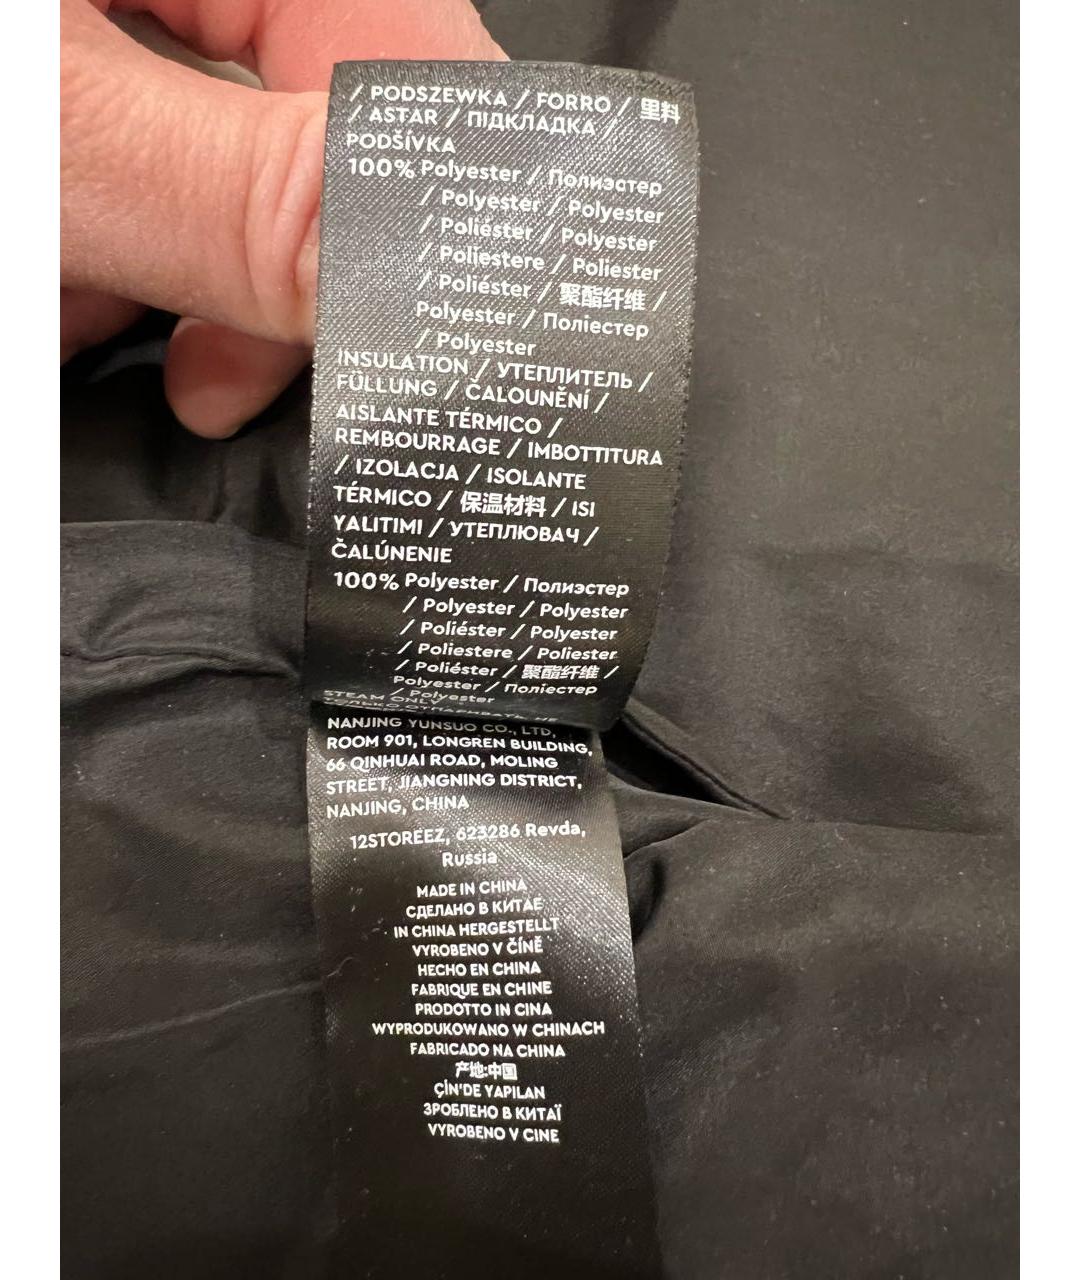 / PODSZEWKA / FORRO / 里料
/ ASTAR / ПІДКЛАДКА /
PODŠÍVKA
100% Polyester / Полиэстер
/ Polyester / Polyester
/ Poliéster / Polyester
/ Poliestere / Poliester
/ Poliéster / 聚酯纤维 /
Polyester / Поліестер
/ Polyester
INSULATION / УТЕПЛИТЕЛЬ /
FÜLLUNG / ČALOUNĚNÍ /
AISLANTE TÉRMICO /
REMBOURRAGE / IMBOTTITURA
/ IZOLACJA / ISOLANTE
TÉRMICO / 保温材料 / ISI
YALITIMI / УТЕПЛЮВАЧ /
ČALÚNENIE
100% Polyester / Полиэстер
/ Polyester / Polyester
/ Poliéster / Polyester
/ Poliestere / Poliester
/ Poliéster / 聚酯纤维 /
Polyester / Поліестер
/ Polyester
STEAM ONLY
ТОЛЬКО ОТПАРИВАТЬ НЕ
NANJING YUNSUO CO., LTD,
ROOM 901, LONGREN BUILDING,
66 QINHUAI ROAD, MOLING
STREET, JIANGNING DISTRICT,
NANJING, CHINA
12STOREEZ, 623286 Revda,
Russia
MADE IN CHINA
СДЕЛАНО В КИТАЕ
IN CHINA HERGESTELLT
VYROBENO V ČÍNĚ
HECHO EN CHINA
FABRIQUE EN CHINE
PRODOTTO IN CINA
WYPRODUKOWANO W CHINACH
FABRICADO NA CHINA
产地:中国
ÇİN'DE YAPILAN
ЗРОБЛЕНО В КИТАЇ
VYROBENO V CINE